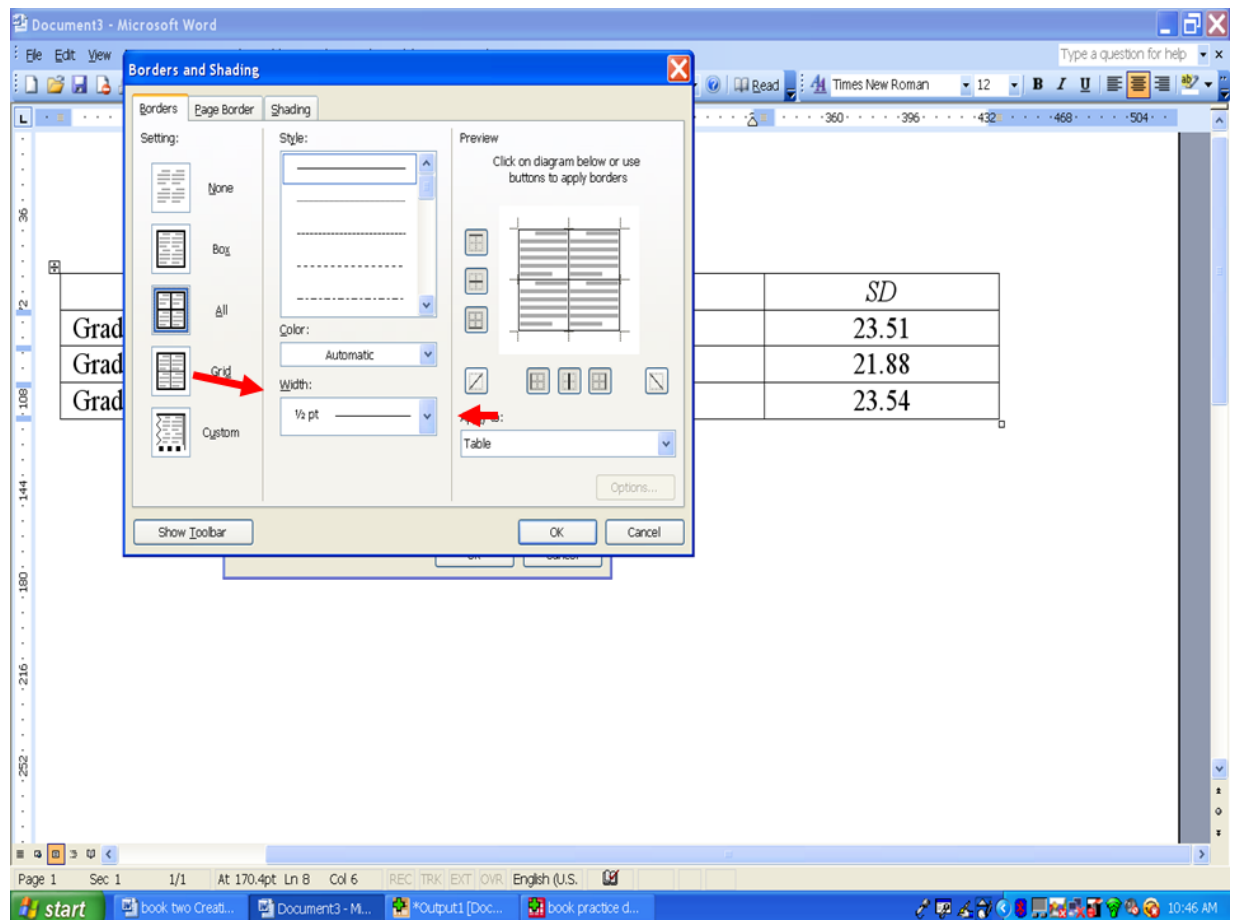 Document3 - Microsoft Word
File Edit View
Type a question for help
Read
Times New Roman 12 B I U
Borders and Shading
Borders Page Border Shading
360 396 432 468 504
Setting:
None
Box
All
Grid
Custom
Style:
Color:
Automatic
Width:
½ pt
Preview
Click on diagram below or use
buttons to apply borders
Table
Options...
Show Toolbar
OK Cancel
SD
Grad 23.51
Grad 21.88
Grad 23.54
36
72
108
144
180
216
252
Page 1 Sec 1 1/1 At 170.4pt Ln 8 Col 6 REC TRK EXT OVR English (U.S.
start
book two Creati...
Document3 - Mi...
*Output1 [Doc...
book practice d...
10:46 AM